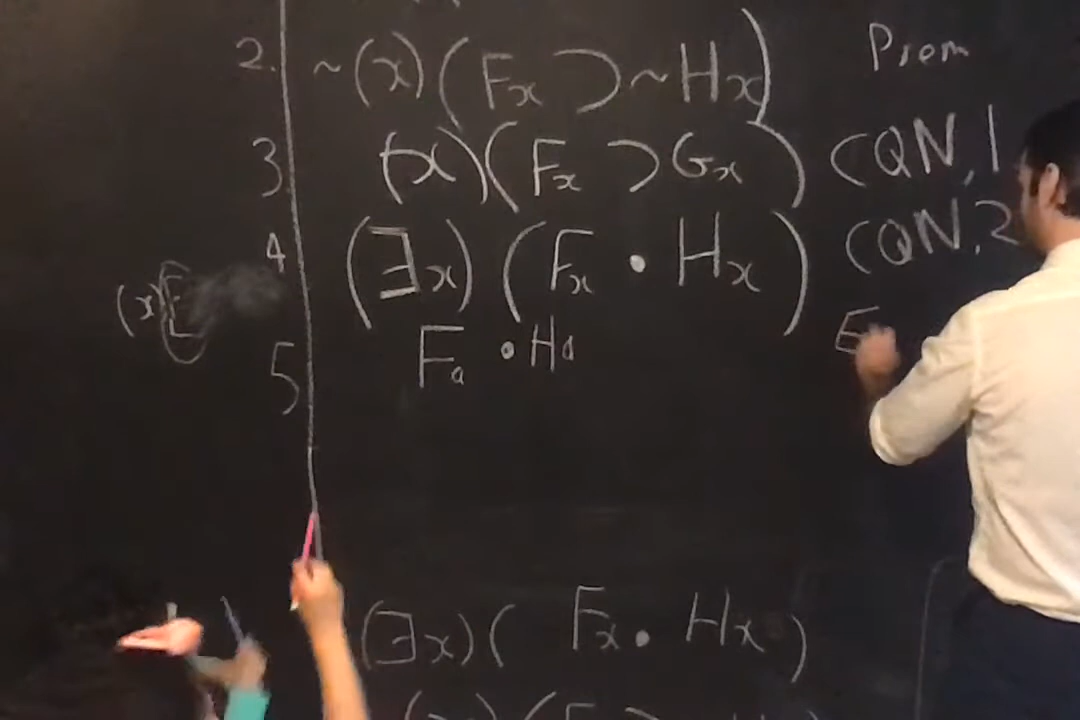 2. ~(x)(Fx ⊃ ~Hx) Prem
3 (x)(Fx ⊃ Gx) CQN, 1
4 (∃x)(Fx • Hx) CQN, 2
(x)
5 Fa • Ha E
(∃x)( Fx • Hx )